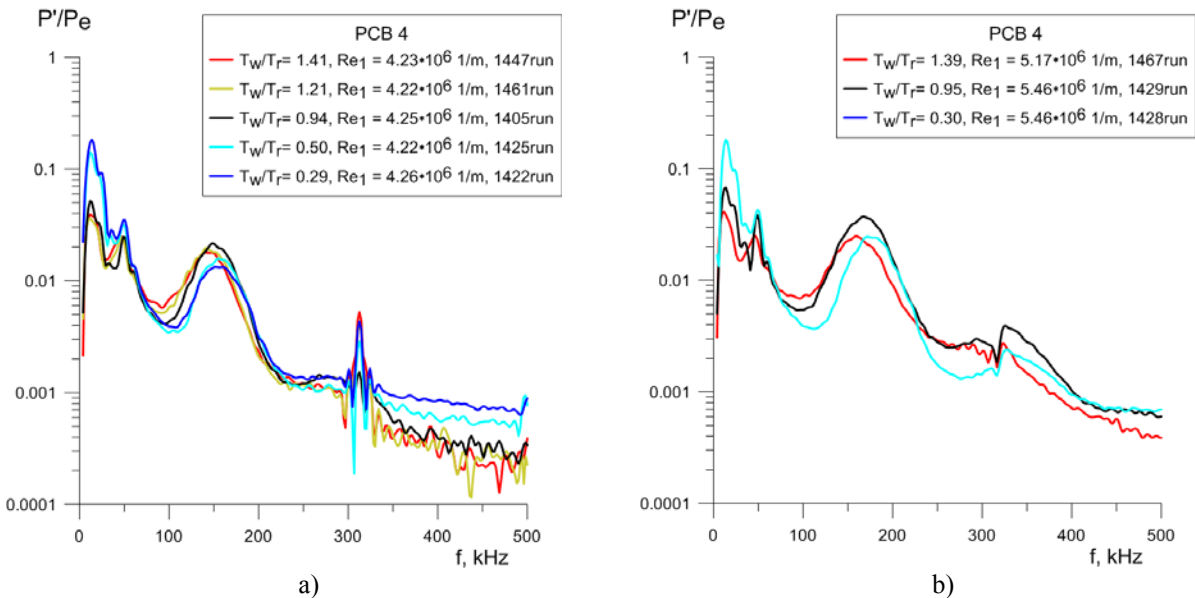 P'/Pe
PCB 4
Tw/Tr= 1.41, Re1 = 4.23•10^6 1/m, 1447run
Tw/Tr= 1.21, Re1 = 4.22•10^6 1/m, 1461run
Tw/Tr= 0.94, Re1 = 4.25•10^6 1/m, 1405run
Tw/Tr= 0.50, Re1 = 4.22•10^6 1/m, 1425run
Tw/Tr= 0.29, Re1 = 4.26•10^6 1/m, 1422run
1
0.1
0.01
0.001
0.0001
0 100 200 300 400 500
f, kHz
a)
P'/Pe
PCB 4
Tw/Tr= 1.39, Re1 = 5.17•10^6 1/m, 1467run
Tw/Tr= 0.95, Re1 = 5.46•10^6 1/m, 1429run
Tw/Tr= 0.30, Re1 = 5.46•10^6 1/m, 1428run
1
0.1
0.01
0.001
0.0001
0 100 200 300 400 500
f, kHz
b)